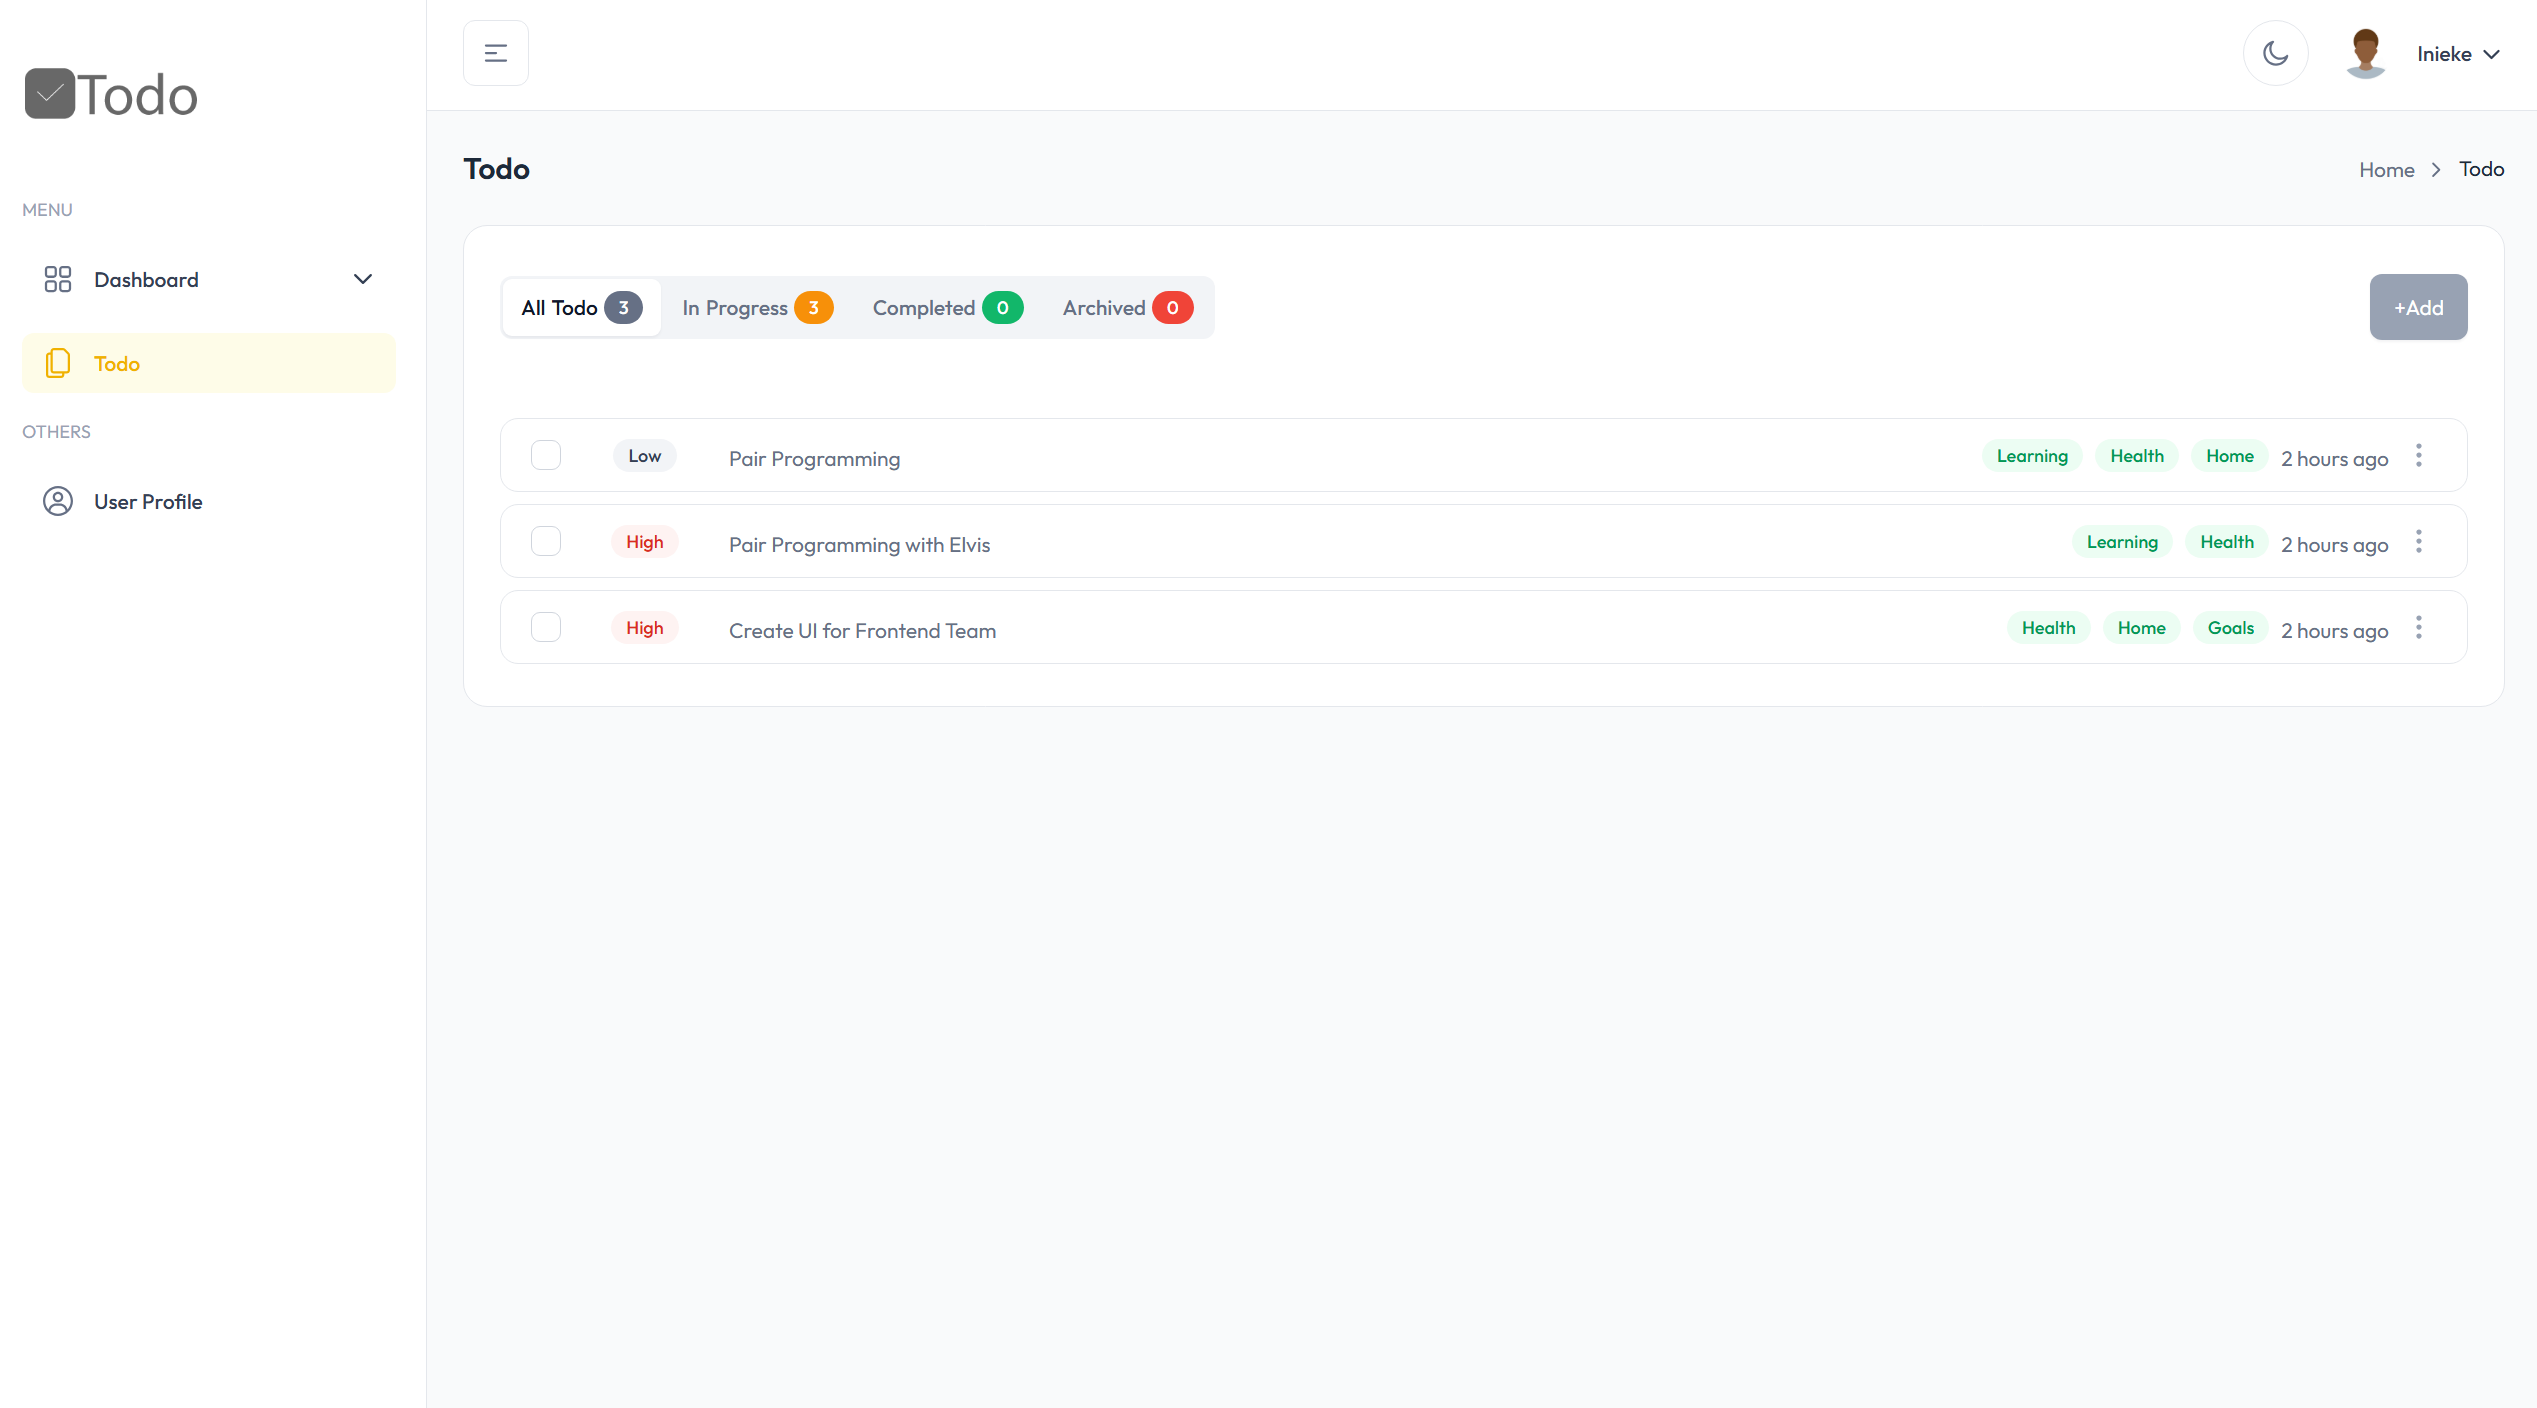 Todo
Inieke
MENU
Dashboard
Todo
OTHERS
User Profile
Todo
Home > Todo
All Todo 3 In Progress 3 Completed 0 Archived 0
+Add
Low Pair Programming Learning Health Home 2 hours ago
High Pair Programming with Elvis Learning Health 2 hours ago
High Create UI for Frontend Team Health Home Goals 2 hours ago